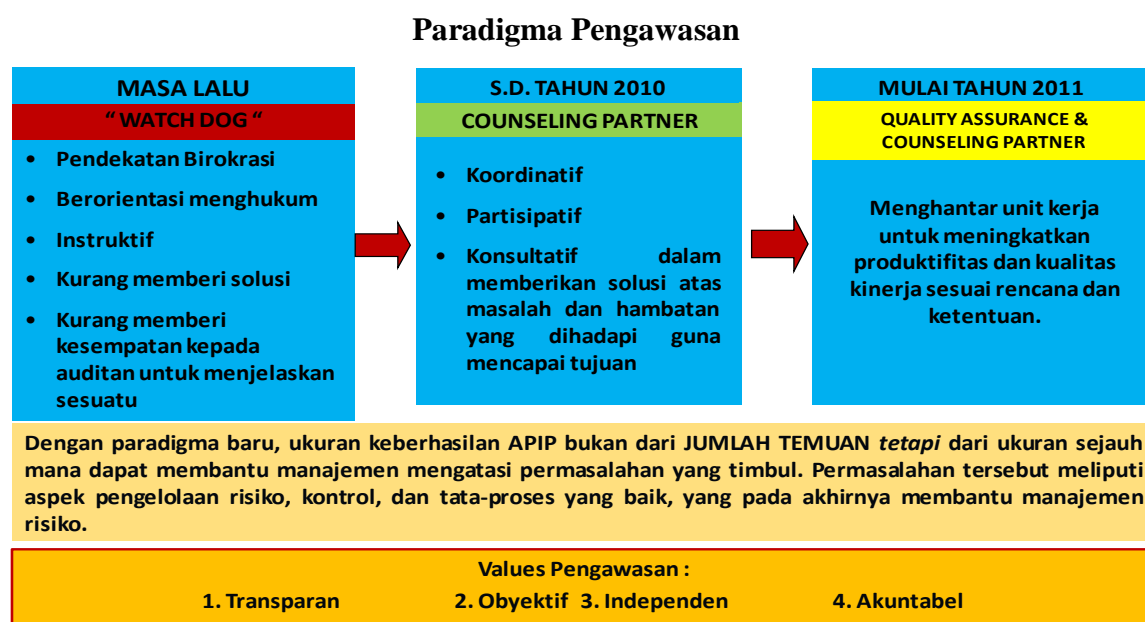 Paradigma Pengawasan
MASA LALU
“ WATCH DOG “
• Pendekatan Birokrasi
• Berorientasi menghukum
• Instruktif
• Kurang memberi solusi
• Kurang memberi
kesempatan kepada
auditan untuk menjelaskan
sesuatu
S.D. TAHUN 2010
COUNSELING PARTNER
• Koordinatif
• Partisipatif
• Konsultatif dalam
memberikan solusi atas
masalah dan hambatan
yang dihadapi guna
mencapai tujuan
MULAI TAHUN 2011
QUALITY ASSURANCE &
COUNSELING PARTNER
Menghantar unit kerja
untuk meningkatkan
produktifitas dan kualitas
kinerja sesuai rencana dan
ketentuan.
Dengan paradigma baru, ukuran keberhasilan APIP bukan dari JUMLAH TEMUAN tetapi dari ukuran sejauh
mana dapat membantu manajemen mengatasi permasalahan yang timbul. Permasalahan tersebut meliputi
aspek pengelolaan risiko, kontrol, dan tata-proses yang baik, yang pada akhirnya membantu manajemen
risiko.
Values Pengawasan :
1. Transparan 2. Obyektif 3. Independen 4. Akuntabel